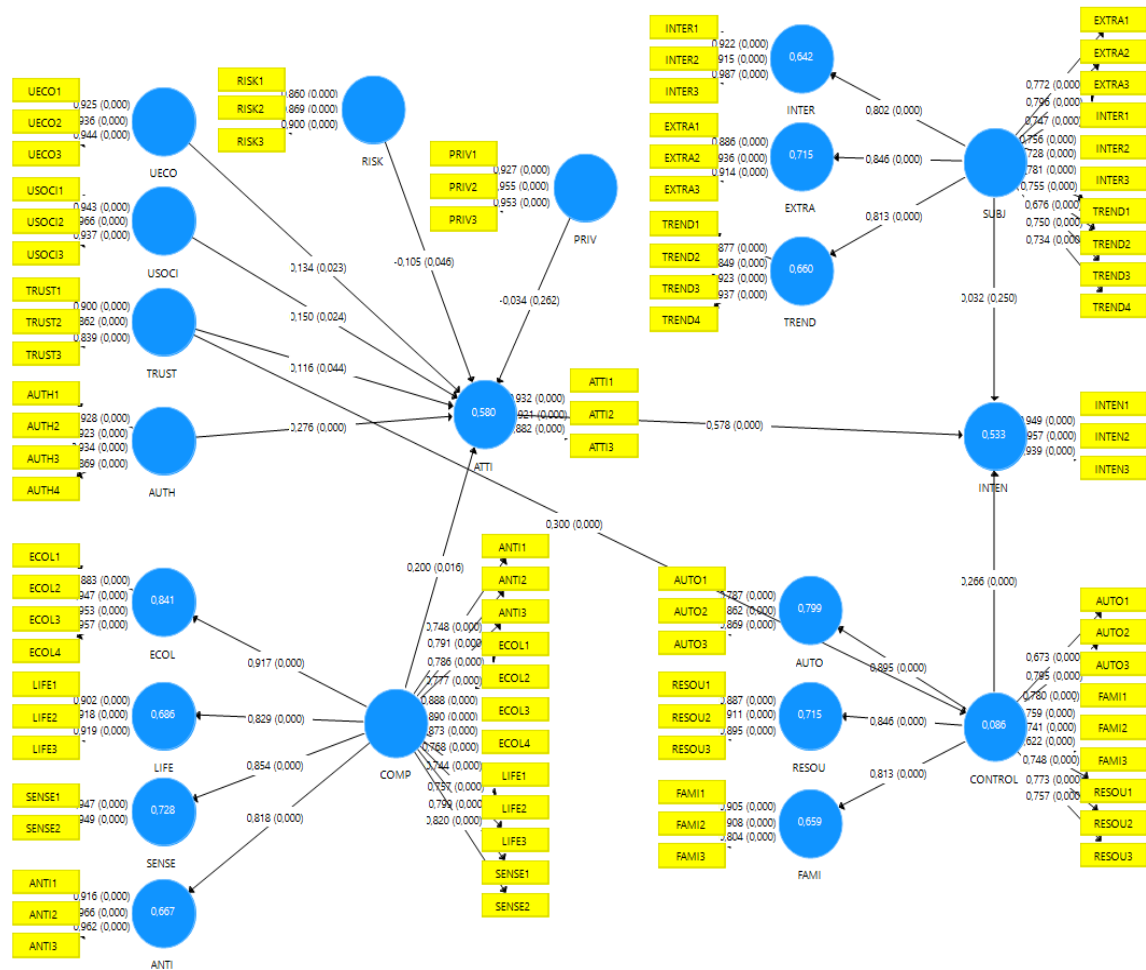 UECO1
UECO2
UECO3
0,925 (0,000)
0,936 (0,000)
0,944 (0,000)
UECO
USOCI1
USOCI2
USOCI3
0,943 (0,000)
0,966 (0,000)
0,937 (0,000)
USOCI
TRUST1
TRUST2
TRUST3
0,900 (0,000)
0,862 (0,000)
0,839 (0,000)
TRUST
AUTH1
AUTH2
AUTH3
AUTH4
0,928 (0,000)
0,923 (0,000)
0,934 (0,000)
0,869 (0,000)
AUTH
RISK1
RISK2
RISK3
0,860 (0,000)
0,869 (0,000)
0,900 (0,000)
RISK
PRIV1
PRIV2
PRIV3
0,927 (0,000)
0,955 (0,000)
0,953 (0,000)
PRIV
0,134 (0,023)
-0,105 (0,046)
-0,034 (0,262)
0,150 (0,024)
0,116 (0,044)
0,276 (0,000)
0,580
ATTI
0,932 (0,000)
0,921 (0,000)
0,882 (0,000)
ATTI1
ATTI2
ATTI3
0,578 (0,000)
0,300 (0,000)
0,200 (0,016)
INTER1
INTER2
INTER3
0,922 (0,000)
0,915 (0,000)
0,987 (0,000)
0,642
INTER
EXTRA1
EXTRA2
EXTRA3
0,886 (0,000)
0,936 (0,000)
0,914 (0,000)
0,715
EXTRA
TREND1
TREND2
TREND3
TREND4
0,877 (0,000)
0,849 (0,000)
0,923 (0,000)
0,937 (0,000)
0,660
TREND
0,802 (0,000)
0,846 (0,000)
0,813 (0,000)
SUBJ
0,772 (0,000)
0,796 (0,000)
0,747 (0,000)
0,756 (0,000)
0,728 (0,000)
0,781 (0,000)
0,755 (0,000)
0,676 (0,000)
0,750 (0,000)
0,734 (0,000)
EXTRA1
EXTRA2
EXTRA3
INTER1
INTER2
INTER3
TREND1
TREND2
TREND3
TREND4
0,032 (0,250)
0,533
INTEN
0,949 (0,000)
0,957 (0,000)
0,939 (0,000)
INTEN1
INTEN2
INTEN3
0,266 (0,000)
ECOL1
ECOL2
ECOL3
ECOL4
0,883 (0,000)
0,947 (0,000)
0,953 (0,000)
0,957 (0,000)
0,841
ECOL
LIFE1
LIFE2
LIFE3
0,902 (0,000)
0,918 (0,000)
0,919 (0,000)
0,686
LIFE
SENSE1
SENSE2
0,947 (0,000)
0,949 (0,000)
0,728
SENSE
ANTI1
ANTI2
ANTI3
0,916 (0,000)
0,966 (0,000)
0,962 (0,000)
0,667
ANTI
0,917 (0,000)
0,829 (0,000)
0,854 (0,000)
0,818 (0,000)
COMP
0,748 (0,000)
0,791 (0,000)
0,786 (0,000)
0,777 (0,000)
0,888 (0,000)
0,890 (0,000)
0,873 (0,000)
0,768 (0,000)
0,744 (0,000)
0,757 (0,000)
0,799 (0,000)
0,820 (0,000)
ANTI1
ANTI2
ANTI3
ECOL1
ECOL2
ECOL3
ECOL4
LIFE1
LIFE2
LIFE3
SENSE1
SENSE2
AUTO1
AUTO2
AUTO3
0,787 (0,000)
0,862 (0,000)
0,869 (0,000)
0,799
AUTO
RESOU1
RESOU2
RESOU3
0,887 (0,000)
0,911 (0,000)
0,895 (0,000)
0,715
RESOU
FAMI1
FAMI2
FAMI3
0,905 (0,000)
0,908 (0,000)
0,804 (0,000)
0,659
FAMI
0,895 (0,000)
0,846 (0,000)
0,813 (0,000)
0,086
CONTROL
0,673 (0,000)
0,795 (0,000)
0,780 (0,000)
0,759 (0,000)
0,741 (0,000)
0,622 (0,000)
0,748 (0,000)
0,773 (0,000)
0,757 (0,000)
AUTO1
AUTO2
AUTO3
FAMI1
FAMI2
FAMI3
RESOU1
RESOU2
RESOU3